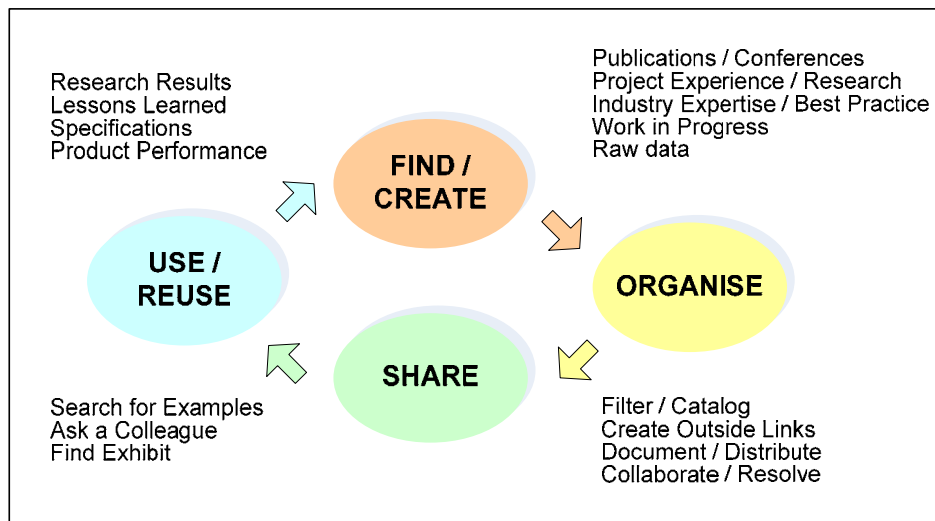 Research Results
Lessons Learned
Specifications
Product Performance
Publications / Conferences
Project Experience / Research
Industry Expertise / Best Practice
Work in Progress
Raw data
FIND /
CREATE
USE /
REUSE
ORGANISE
SHARE
Search for Examples
Ask a Colleague
Find Exhibit
Filter / Catalog
Create Outside Links
Document / Distribute
Collaborate / Resolve